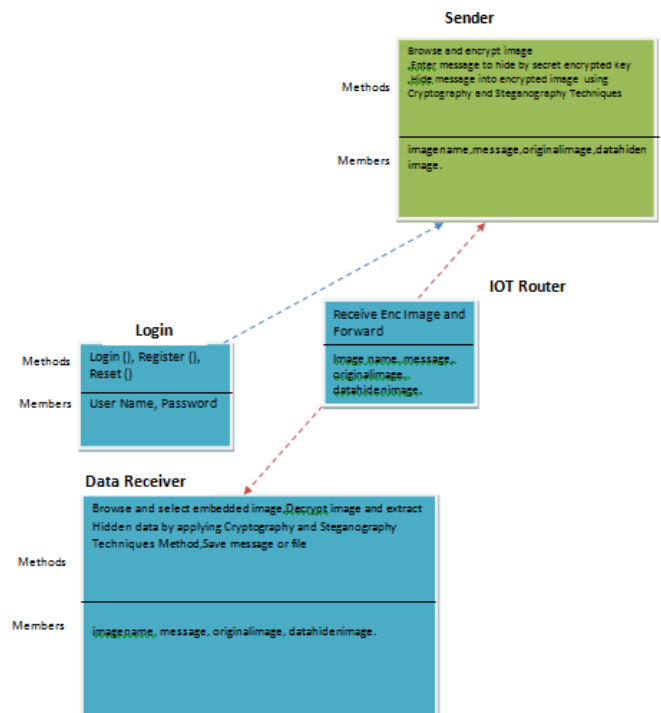 Sender
Browse and encrypt image
.Enter message to hide by secret encrypted key
.Hide message into encrypted image using
Cryptography and Steganography Techniques
Methods
Members
imagename,message,originalimage,datahiden
image.
IOT Router
Receive Enc Image and
Forward
Image name, message,
originalimage,
datahidenimage.
Login
Methods
Login (), Register (),
Reset ()
Members
User Name, Password
Data Receiver
Browse and select embedded image,Decrypt image and extract
Hidden data by applying Cryptography and Steganography
Techniques Method,Save message or file
Methods
Members
imagename, message, originalimage, datahidenimage.